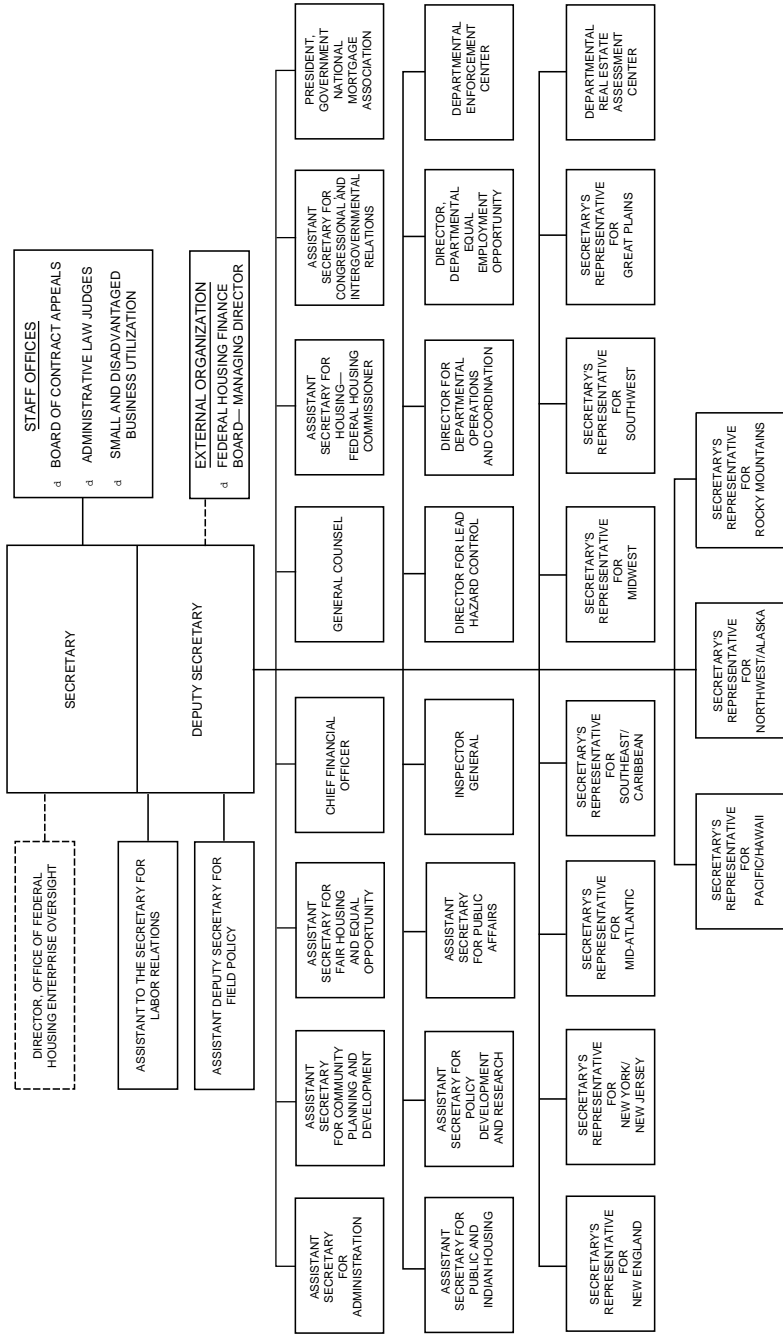 DIRECTOR, OFFICE OF FEDERAL
HOUSING ENTERPRISE OVERSIGHT
SECRETARY
STAFF OFFICES
d BOARD OF CONTRACT APPEALS
d ADMINISTRATIVE LAW JUDGES
d SMALL AND DISADVANTAGED
BUSINESS UTILIZATION
ASSISTANT TO THE SECRETARY FOR
LABOR RELATIONS
ASSISTANT DEPUTY SECRETARY FOR
FIELD POLICY
DEPUTY SECRETARY
EXTERNAL ORGANIZATION
d FEDERAL HOUSING FINANCE
BOARD— MANAGING DIRECTOR
ASSISTANT
SECRETARY
FOR
ADMINISTRATION
ASSISTANT
SECRETARY
FOR COMMUNITY
PLANNING AND
DEVELOPMENT
ASSISTANT
SECRETARY FOR
FAIR HOUSING
AND EQUAL
OPPORTUNITY
CHIEF FINANCIAL
OFFICER
GENERAL COUNSEL
ASSISTANT
SECRETARY FOR
HOUSING—
FEDERAL HOUSING
COMMISSIONER
ASSISTANT
SECRETARY FOR
CONGRESSIONAL AND
INTERGOVERNMENTAL
RELATIONS
PRESIDENT,
GOVERNMENT
NATIONAL
MORTGAGE
ASSOCIATION
ASSISTANT
SECRETARY FOR
PUBLIC AND
INDIAN HOUSING
ASSISTANT
SECRETARY FOR
POLICY
DEVELOPMENT
AND RESEARCH
ASSISTANT
SECRETARY
FOR PUBLIC
AFFAIRS
INSPECTOR
GENERAL
DIRECTOR FOR LEAD
HAZARD CONTROL
DIRECTOR FOR
DEPARTMENTAL
OPERATIONS
AND COORDINATION
DIRECTOR,
DEPARTMENTAL
EQUAL
EMPLOYMENT
OPPORTUNITY
DEPARTMENTAL
ENFORCEMENT
CENTER
SECRETARY'S
REPRESENTATIVE
FOR
NEW ENGLAND
SECRETARY'S
REPRESENTATIVE
FOR
NEW YORK/
NEW JERSEY
SECRETARY'S
REPRESENTATIVE
FOR
MID-ATLANTIC
SECRETARY'S
REPRESENTATIVE
FOR
SOUTHEAST/
CARIBBEAN
SECRETARY'S
REPRESENTATIVE
FOR
MIDWEST
SECRETARY'S
REPRESENTATIVE
FOR
SOUTHWEST
SECRETARY'S
REPRESENTATIVE
FOR
GREAT PLAINS
DEPARTMENTAL
REAL ESTATE
ASSESSMENT
CENTER
SECRETARY'S
REPRESENTATIVE
FOR
PACIFIC/HAWAII
SECRETARY'S
REPRESENTATIVE
FOR
NORTHWEST/ALASKA
SECRETARY'S
REPRESENTATIVE
FOR
ROCKY MOUNTAINS